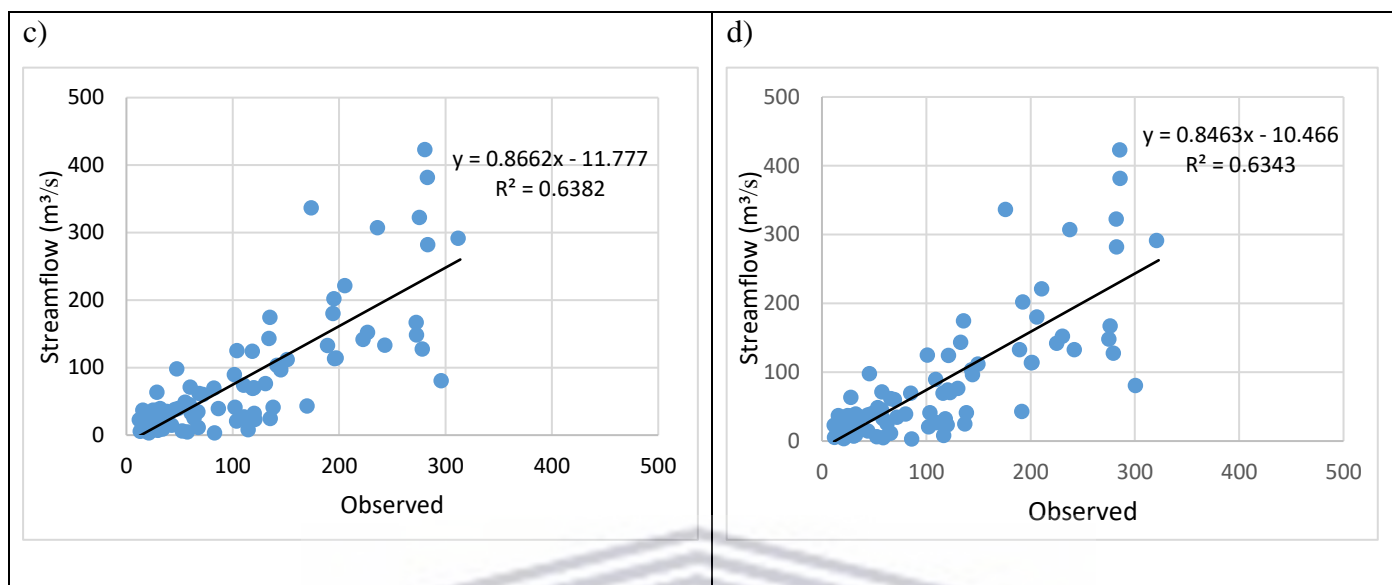 c)
500
400
300
200
100
0
0 100 200 300 400 500
Streamflow (m³/s)
Observed
y = 0.8662x - 11.777
R² = 0.6382
d)
500
400
300
200
100
0
0 100 200 300 400 500
Streamflow (m³/s)
Observed
y = 0.8463x - 10.466
R² = 0.6343